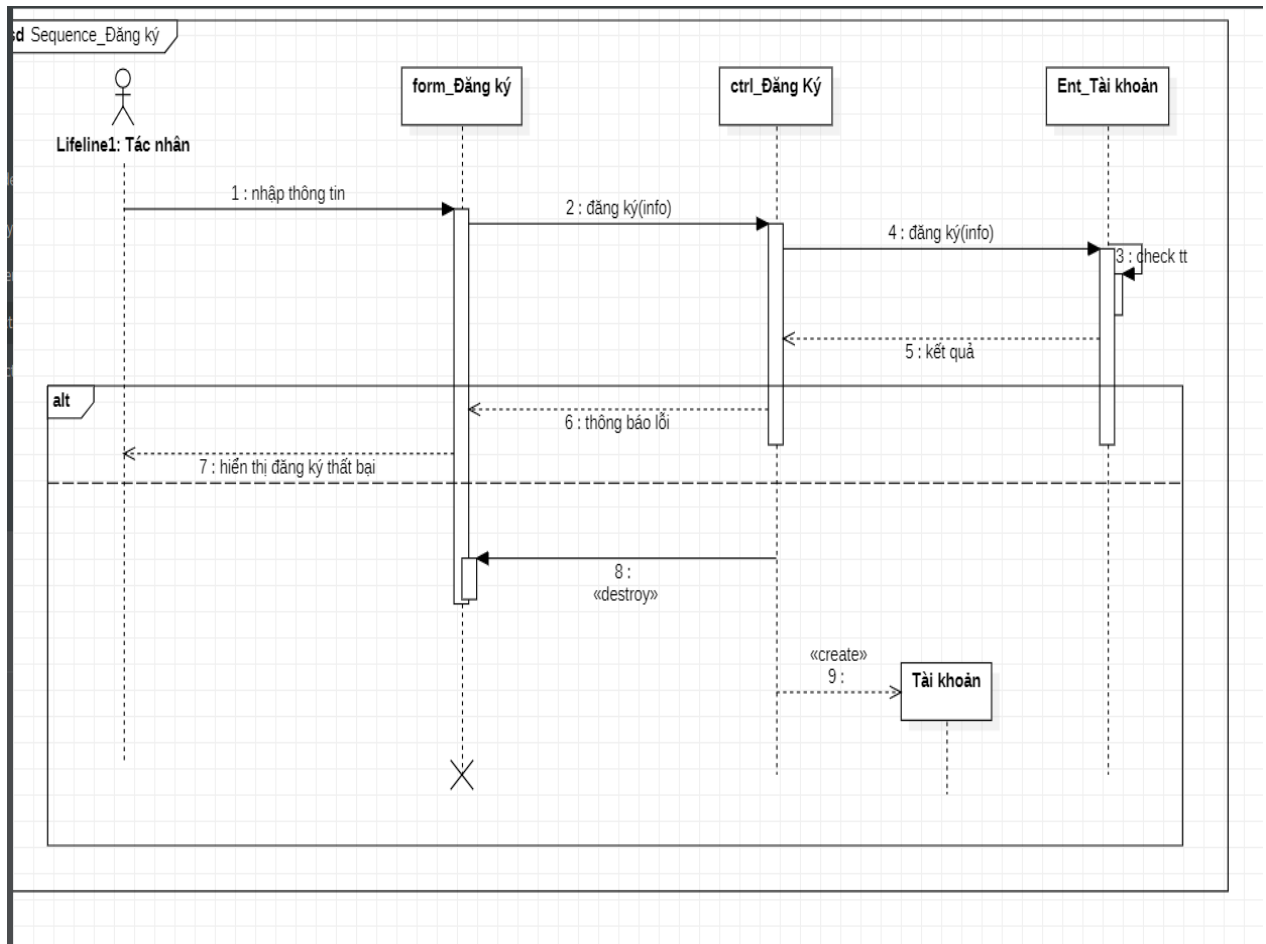 sd Sequence_Đăng ký
form_Đăng ký
ctrl_Đăng Ký
Ent_Tài khoản
Lifeline1: Tác nhân
1 : nhập thông tin
2 : đăng ký(info)
4 : đăng ký(info)
3 : check tt
5 : kết quả
alt
6 : thông báo lỗi
7 : hiển thị đăng ký thất bại
8 :
«destroy»
«create»
9 :
Tài khoản